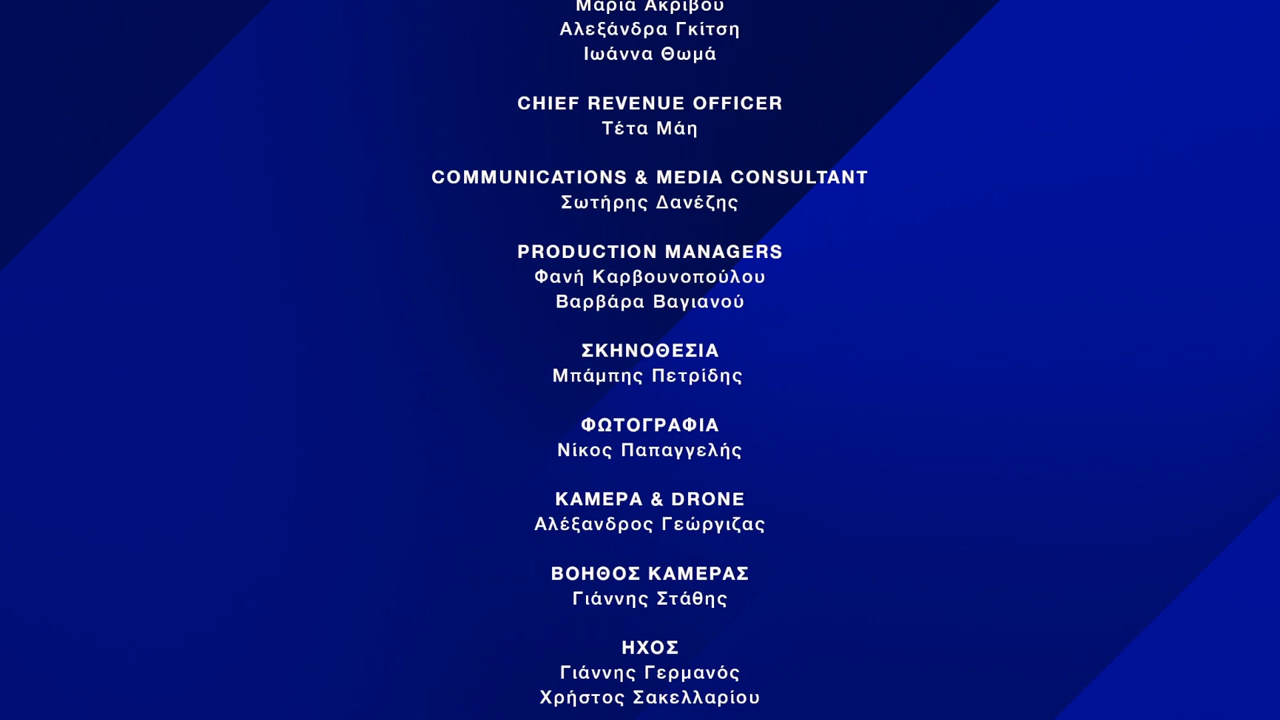 Μαρία Ακρίβου
Αλεξάνδρα Γκίτση
Ιωάννα Θωμά
CHIEF REVENUE OFFICER
Τέτα Μάη
COMMUNICATIONS & MEDIA CONSULTANT
Σωτήρης Δανέζης
PRODUCTION MANAGERS
Φανή Καρβουνοπούλου
Βαρβάρα Βαγιανού
ΣΚΗΝΟΘΕΣΙΑ
Μπάμπης Πετρίδης
ΦΩΤΟΓΡΑΦΙΑ
Νίκος Παπαγγελής
ΚΑΜΕΡΑ & DRONE
Αλέξανδρος Γεώργιζας
ΒΟΗΘΟΣ ΚΑΜΕΡΑΣ
Γιάννης Στάθης
ΗΧΟΣ
Γιάννης Γερμανός
Χρήστος Σακελλαρίου